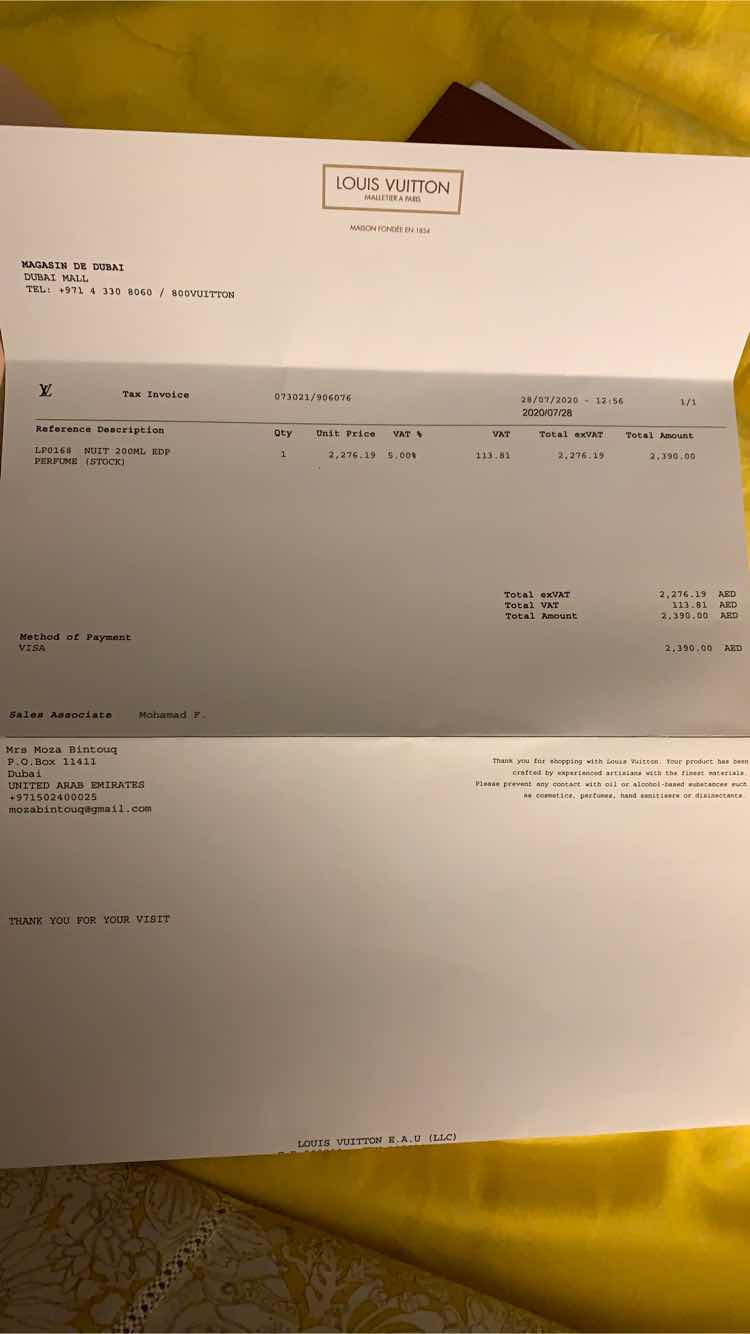 LOUIS VUITTON
MALLETIER A PARIS
MAISON FONDÉE EN 1854
MAGASIN DE DUBAI
DUBAI MALL
TEL: +971 4 330 8060 / 800VUITTON
LV Tax Invoice 073021/906076 28/07/2020 - 12:56 1/1
2020/07/28
Reference Description Qty Unit Price VAT % VAT Total exVAT Total Amount
LP0168 NUIT 200ML EDP 1 2,276.19 5.00% 113.81 2,276.19 2,390.00
PERFUME (STOCK)
Total exVAT 2,276.19 AED
Total VAT 113.81 AED
Total Amount 2,390.00 AED
Method of Payment
VISA 2,390.00 AED
Sales Associate Mohamad F.
Mrs Moza Bintouq
P.O.Box 11411
Dubai
UNITED ARAB EMIRATES
+971502400025
mozabintouq@gmail.com
Thank you for shopping with Louis Vuitton. Your product has been
crafted by experienced artisians with the finest materials.
Please prevent any contact with oil or alcohol-based substances such
as cosmetics, perfumes, hand sanitisers or disinectants.
THANK YOU FOR YOUR VISIT
LOUIS VUITTON E.A.U (LLC)